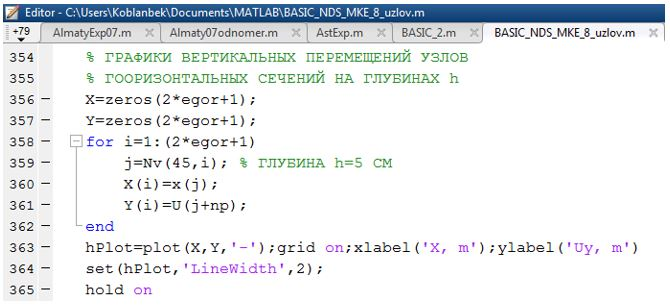 Editor - C:\Users\Koblanbek\Documents\MATLAB\BASIC_NDS_MKE_8_uzlov.m
+79 AlmatyExp07.m × Almaty07odnomer.m × AstExp.m × BASIC_2.m × BASIC_NDS_MKE_8_uzlov.m ×
354 % ГРАФИКИ ВЕРТИКАЛЬНЫХ ПЕРЕМЕЩЕНИЙ УЗЛОВ
355 % ГООРИЗОНТАЛЬНЫХ СЕЧЕНИЙ НА ГЛУБИНАХ h
356 - X=zeros(2*egor+1);
357 - Y=zeros(2*egor+1);
358 - for i=1:(2*egor+1)
359 - j=Nv(45,i); % ГЛУБИНА h=5 СМ
360 - X(i)=x(j);
361 - Y(i)=U(j+np);
362 - end
363 - hPlot=plot(X,Y,'-');grid on;xlabel('X, m');ylabel('Uy, m')
364 - set(hPlot,'LineWidth',2);
365 - hold on